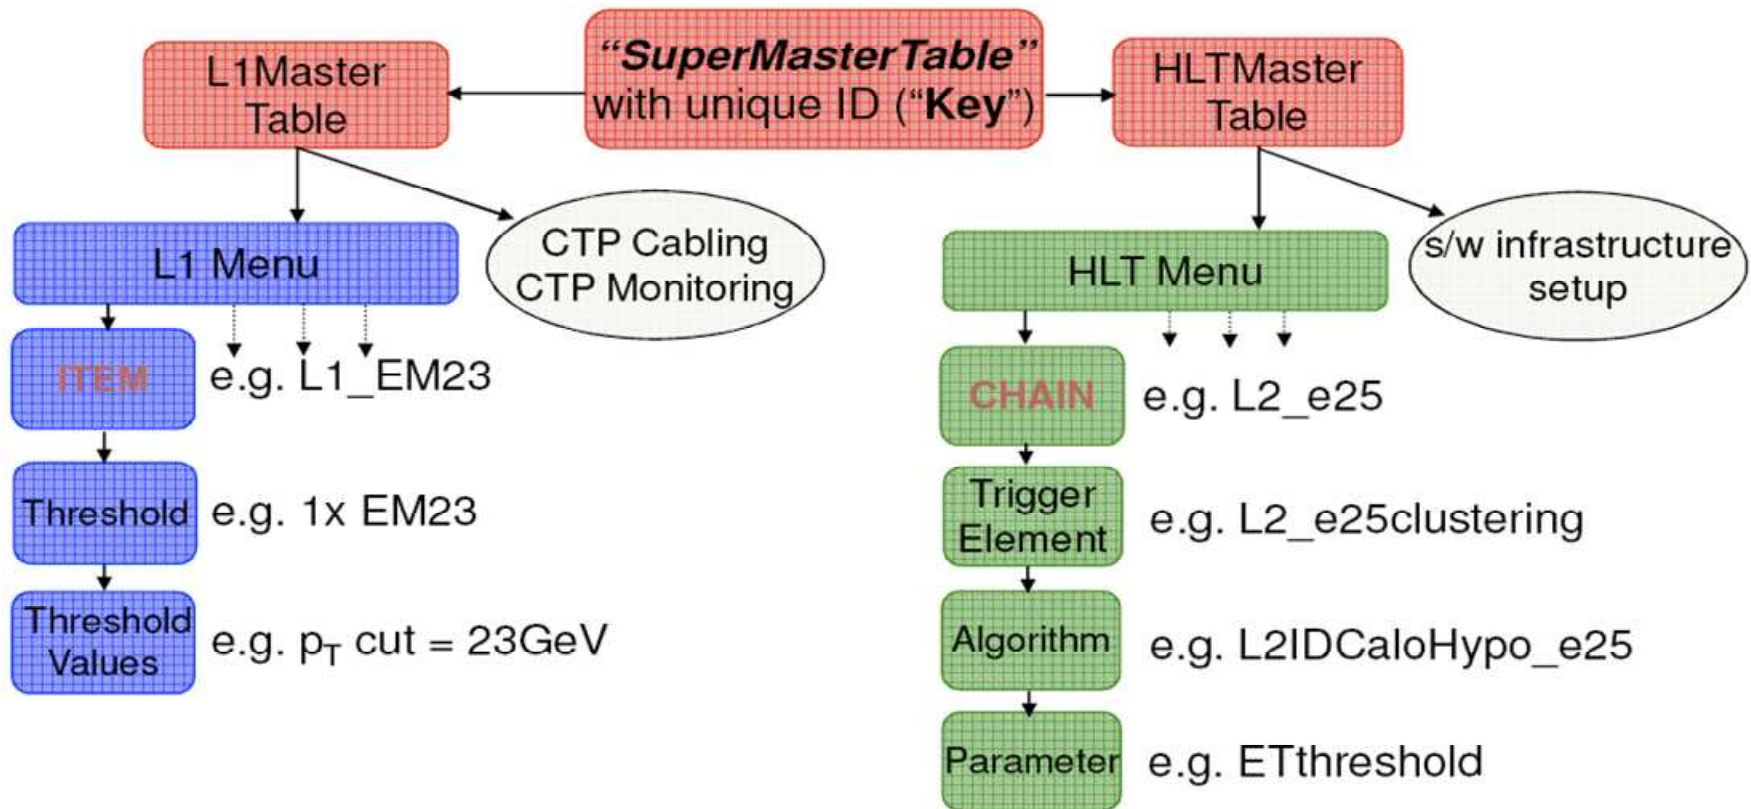 “SuperMasterTable”
with unique ID (“Key”)
L1Master
Table
HLTMaster
Table
L1 Menu
CTP Cabling
CTP Monitoring
HLT Menu
s/w infrastructure
setup
ITEM
e.g. L1_EM23
Threshold
e.g. 1x EM23
Threshold
Values
e.g. pT cut = 23GeV
CHAIN
e.g. L2_e25
Trigger
Element
e.g. L2_e25clustering
Algorithm
e.g. L2IDCaloHypo_e25
Parameter
e.g. ETthreshold